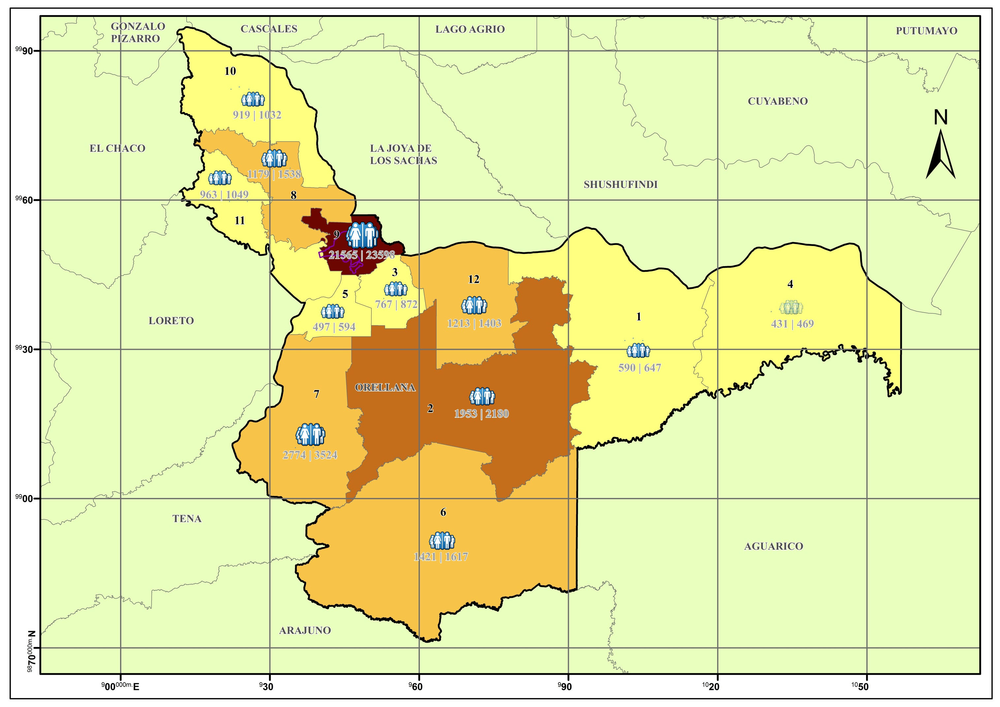 GONZALO
PIZARRO
CASCALES
LAGO AGRIO
PUTUMAYO
9990
10
CUYABENO
N
919 | 1032
EL CHACO
LA JOYA DE
LOS SACHAS
1179 | 1538
SHUSHUFINDI
963 | 1049
8
9960
11
9
21565 | 23598
3
12
4
5
767 | 872
1
LORETO
497 | 594
1213 | 1403
431 | 469
9930
590 | 647
ORELLANA
7
2
1953 | 2180
2774 | 3524
9900
6
TENA
AGUARICO
1421 | 1617
ARAJUNO
9870000m.N
900000m.E
930
960
990
1020
1050